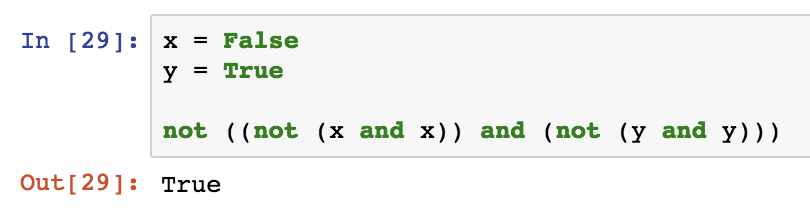 In [29]: x = False
y = True
not ((not (x and x)) and (not (y and y)))
Out[29]: True